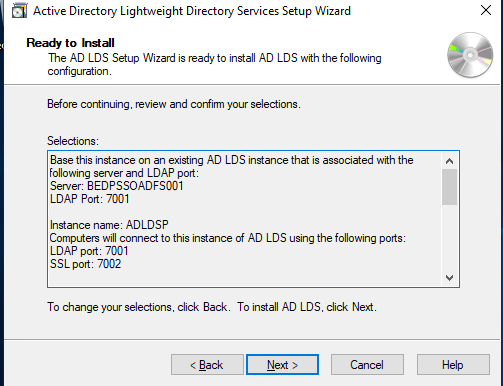 Active Directory Lightweight Directory Services Setup Wizard
Ready to Install
The AD LDS Setup Wizard is ready to install AD LDS with the following
configuration.
Before continuing, review and confirm your selections.
Selections:
Base this instance on an existing AD LDS instance that is associated with the
following server and LDAP port:
Server: BEDPSSOADFS001
LDAP Port: 7001
Instance name: ADLDSP
Computers will connect to this instance of AD LDS using the following ports:
LDAP port: 7001
SSL port: 7002
To change your selections, click Back. To install AD LDS, click Next.
< Back
Next >
Cancel
Help